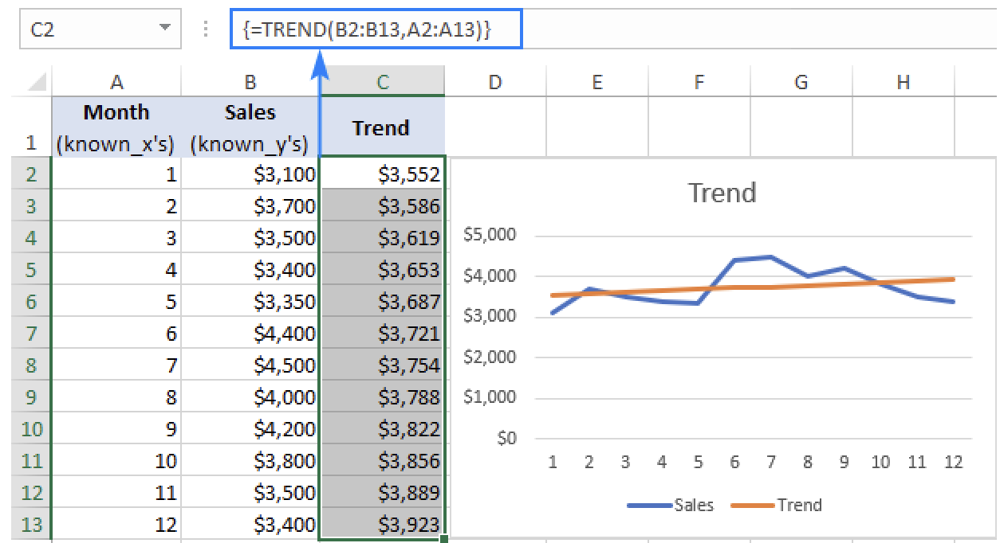 C2 {=TREND(B2:B13,A2:A13)}
A B C D E F G H
Month Sales Trend
1 (known_x's) (known_y's)
2 1 $3,100 $3,552
3 2 $3,700 $3,586
4 3 $3,500 $3,619
5 4 $3,400 $3,653
6 5 $3,350 $3,687
7 6 $4,400 $3,721
8 7 $4,500 $3,754
9 8 $4,000 $3,788
10 9 $4,200 $3,822
11 10 $3,800 $3,856
12 11 $3,500 $3,889
13 12 $3,400 $3,923
Trend
$5,000
$4,000
$3,000
$2,000
$1,000
$0
1 2 3 4 5 6 7 8 9 10 11 12
Sales Trend